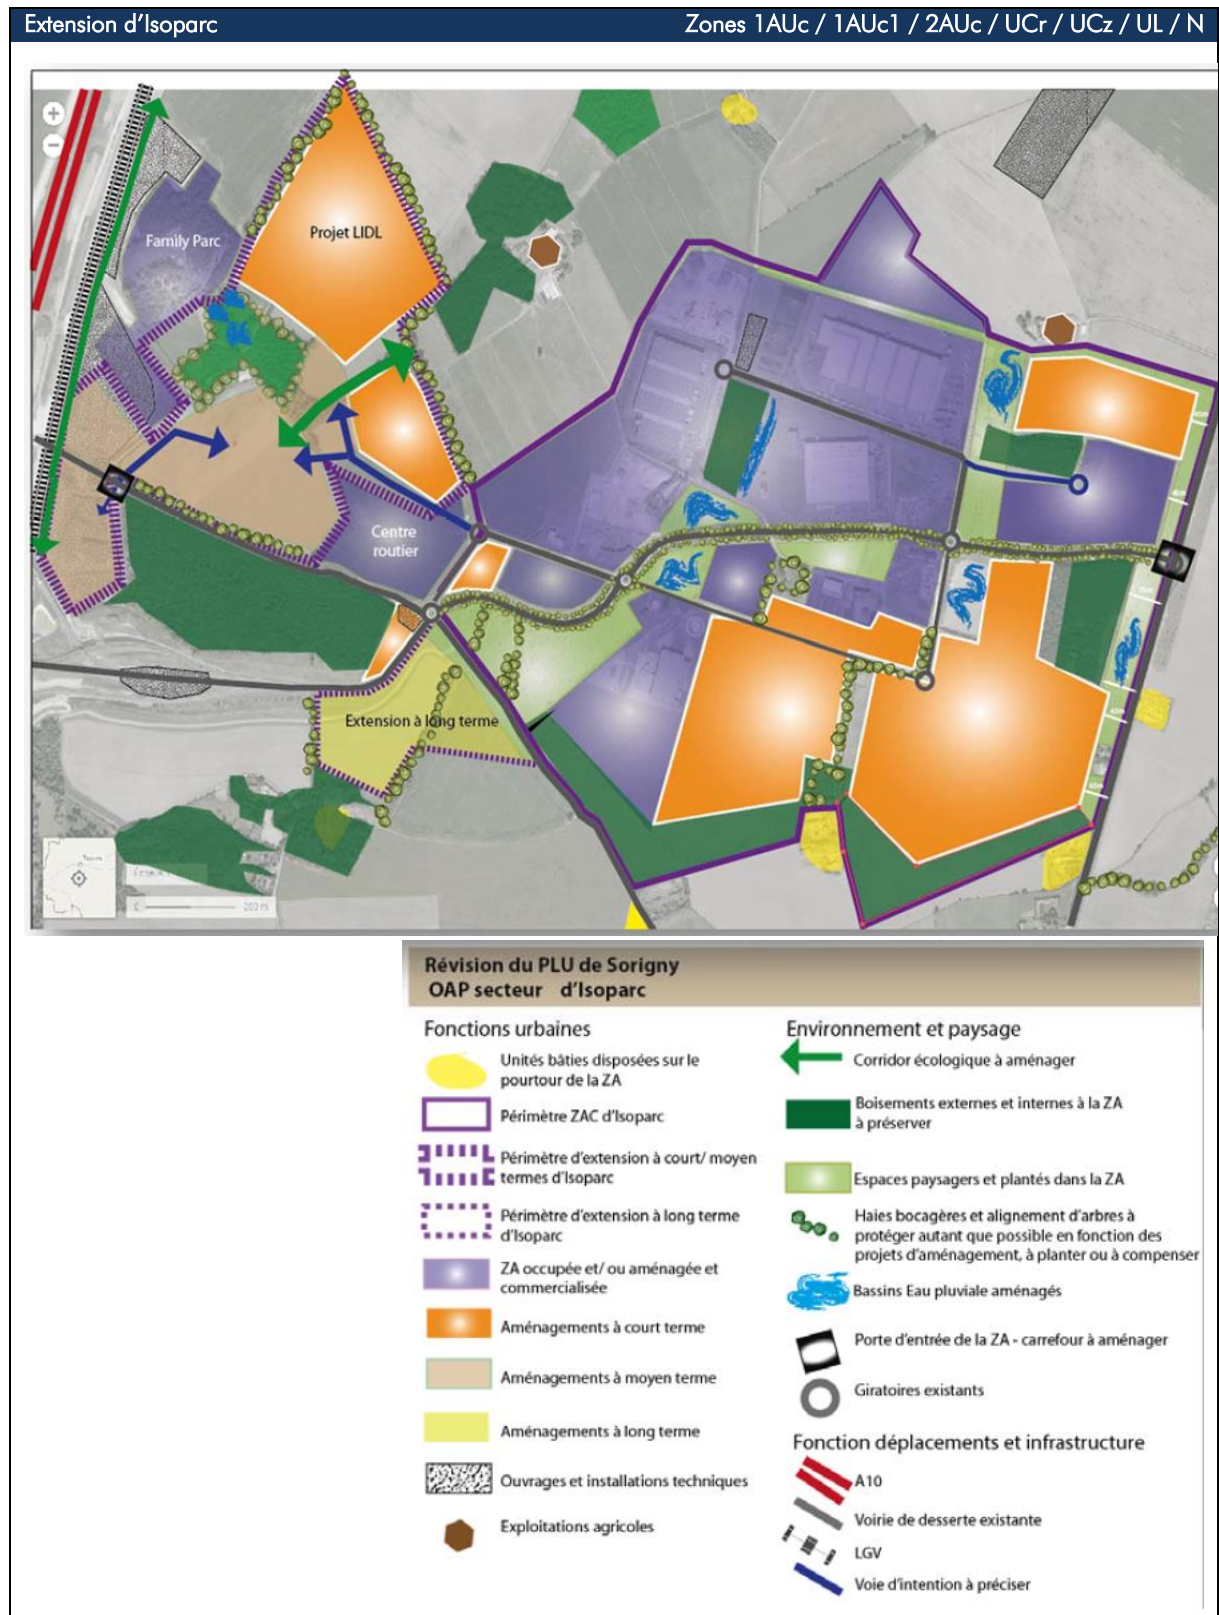 Extension d'Isoparc
Zones 1AUc / 1AUc1 / 2AUc / UCr / UCz / UL / N
+
−
Projet LIDL
Family Parc
Centre
routier
Extension à long terme
200 m
Révision du PLU de Sorigny
OAP secteur d'Isoparc
Fonctions urbaines
Unités bâties disposées sur le
pourtour de la ZA
Périmètre ZAC d'Isoparc
Périmètre d'extension à court/ moyen
termes d'Isoparc
Périmètre d'extension à long terme
d'Isoparc
ZA occupée et/ ou aménagée et
commercialisée
Aménagements à court terme
Aménagements à moyen terme
Aménagements à long terme
Ouvrages et installations techniques
Exploitations agricoles
Environnement et paysage
Corridor écologique à aménager
Boisements externes et internes à la ZA
à préserver
Espaces paysagers et plantés dans la ZA
Haies bocagères et alignement d'arbres à
protéger autant que possible en fonction des
projets d'aménagement, à planter ou à compenser
Bassins Eau pluviale aménagés
Porte d'entrée de la ZA - carrefour à aménager
Giratoires existants
Fonction déplacements et infrastructure
A10
Voirie de desserte existante
LGV
Voie d'intention à préciser